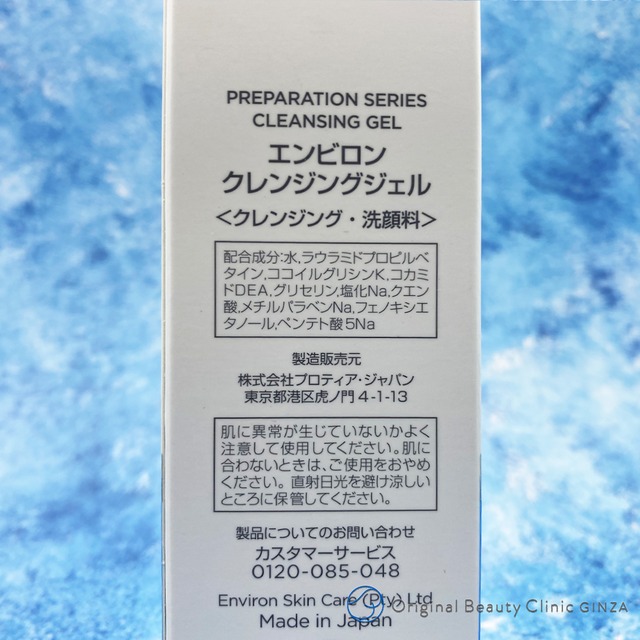 PREPARATION SERIES
CLEANSING GEL
エンビロン
クレンジングジェル
<クレンジング・洗顔料>
配合成分:水,ラウラミドプロピルベ
タイン,ココイルグリシンK,コカミ
ドDEA,グリセリン,塩化Na,クエン
酸,メチルパラベンNa,フェノキシエ
タノール,ペンテト酸5Na
製造販売元
株式会社プロティア・ジャパン
東京都港区虎ノ門4-1-13
肌に異常が生じていないかよく
注意して使用してください。肌に
合わないときは、ご使用をおやめ
ください。直射日光を避け涼しい
ところに保管してください。
製品についてのお問い合わせ
カスタマーサービス
0120-085-048
Environ Skin Care (Pty) Ltd
Made in Japan
Original Beauty Clinic GINZA